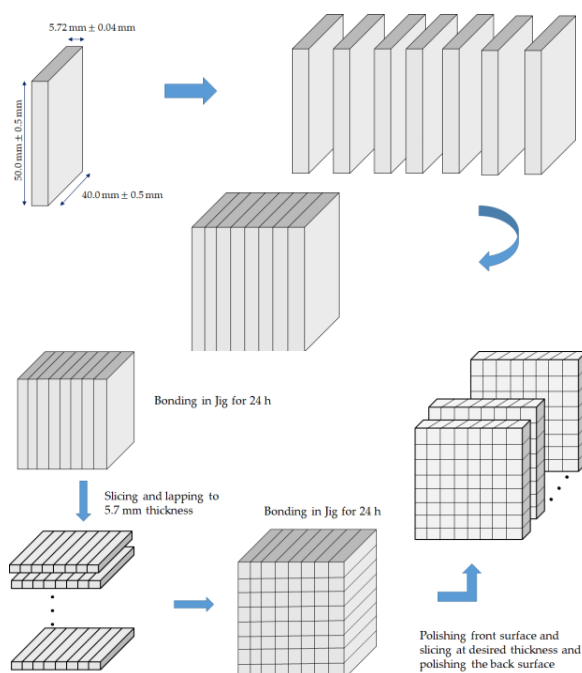 5.72 mm ± 0.04 mm
50.0 mm ± 0.5 mm
40.0 mm ± 0.5 mm
Bonding in Jig for 24 h
Slicing and lapping to
5.7 mm thickness
Bonding in Jig for 24 h
Polishing front surface and
slicing at desired thickness and
polishing the back surface